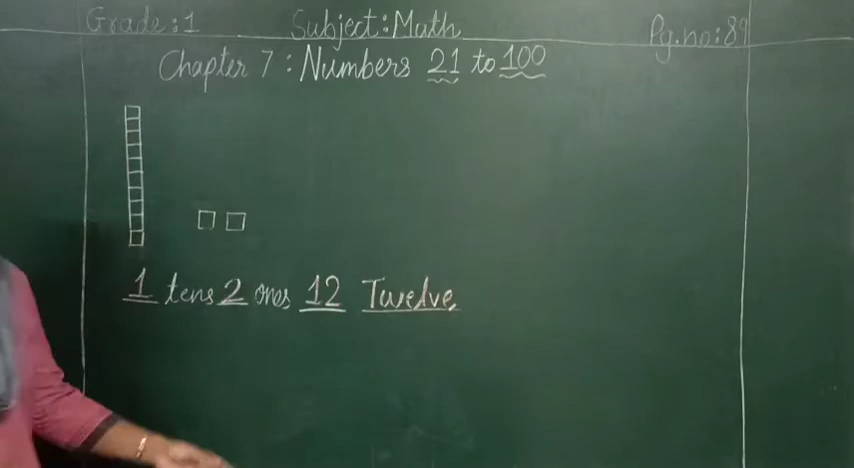 Grade:1 Subject:Math Pg.no:89
Chapter 7: Numbers 21 to 100
1 tens 2 ones 12 Twelve